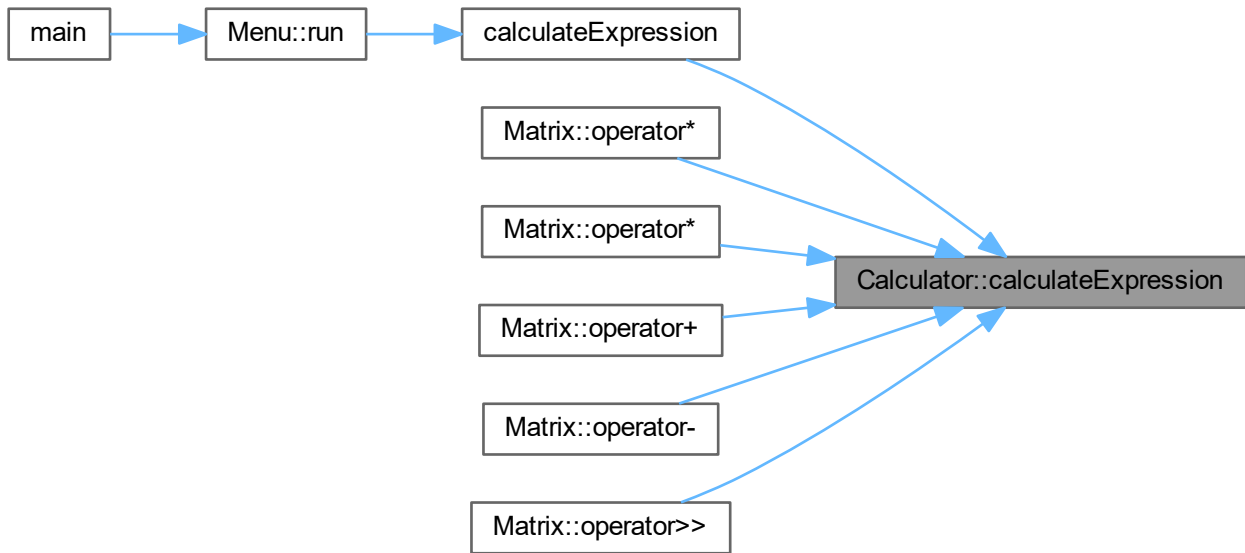 main
Menu::run
calculateExpression
Matrix::operator*
Matrix::operator*
Calculator::calculateExpression
Matrix::operator+
Matrix::operator-
Matrix::operator>>